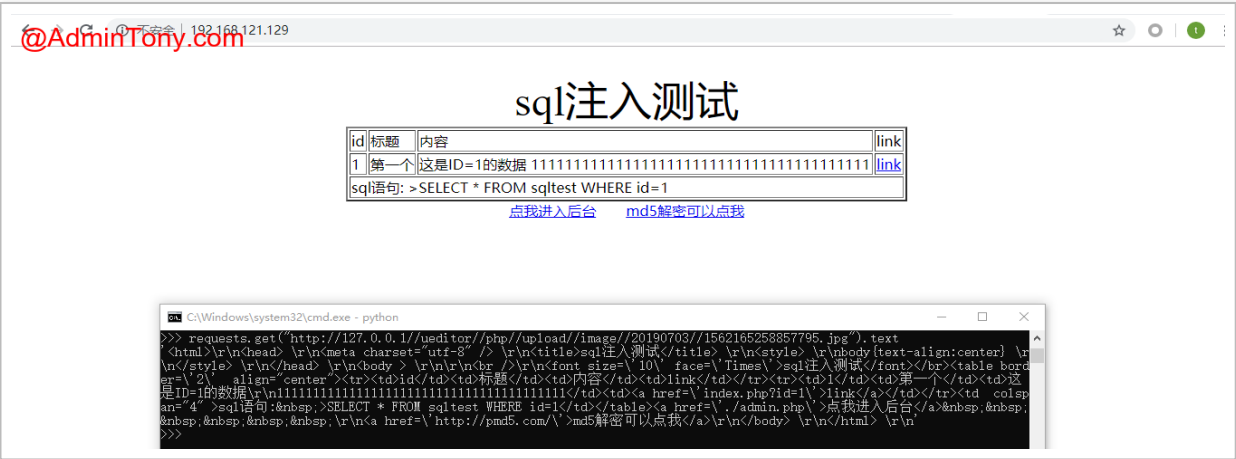 不安全 | 192.168.121.129
@AdminTony.com
t
sql注入测试
id 标题 内容 link
1 第一个 这是ID=1的数据 1111111111111111111111111111111111111111 link
sql语句: >SELECT * FROM sqltest WHERE id=1
点我进入后台 md5解密可以点我
C:\Windows\system32\cmd.exe - python
>>> requests.get("http://127.0.0.1//ueditor//php//upload//image//20190703//1562165258857795.jpg").text
'<html>\r\n<head> \r\n<meta charset="utf-8" /> \r\n<title>sql注入测试</title> \r\n<style> \r\nbody{text-align:center} \r
\n</style> \r\n</head> \r\n<body > \r\n\r\n<br />\r\n<font size=\'10\' face=\'Times\'>sql注入测试</font></br><table bord
er=\'2\' align="center"><tr><td>id</td><td>标题</td><td>内容</td><td>link</td></tr><tr><td>1</td><td>第一个</td><td>这
是ID=1的数据\r\n1111111111111111111111111111111111111111</td><td><a href=\'index.php?id=1\'>link</a></td></tr><td colsp
an="4" >sql语句:&nbsp;>SELECT * FROM sqltest WHERE id=1</td></table><a href=\'./admin.php\'>点我进入后台</a>&nbsp;&nbsp;
&nbsp;&nbsp;&nbsp;&nbsp;\r\n<a href=\'http://pmd5.com/\'>md5解密可以点我</a>\r\n</body> \r\n</html> \r\n'
>>>